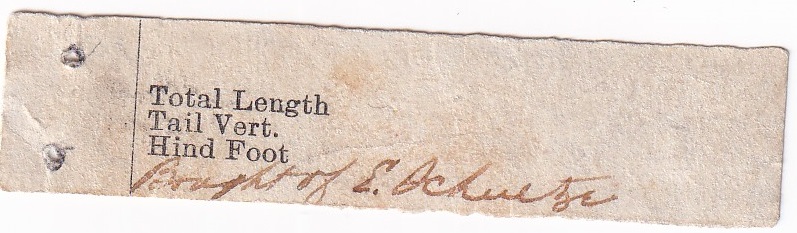 Total Length
Tail Vert.
Hind Foot
Bought of E. Schultze